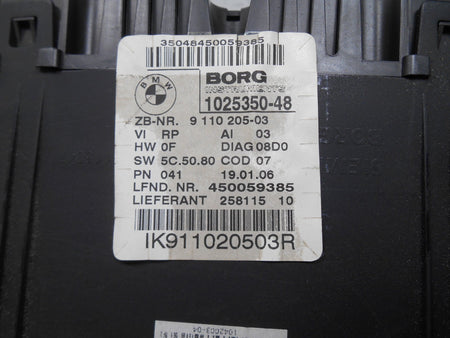 35048450059385
BMW
BORG
INSTRUMENTS
1025350-48
ZB-NR. 9 110 205-03
VI RP AI 03
HW 0F DIAG 08D0
SW 5C.50.80 COD 07
PN 041 19.01.06
LFND. NR. 450059385
LIEFERANT 258115 10
IK911020503R